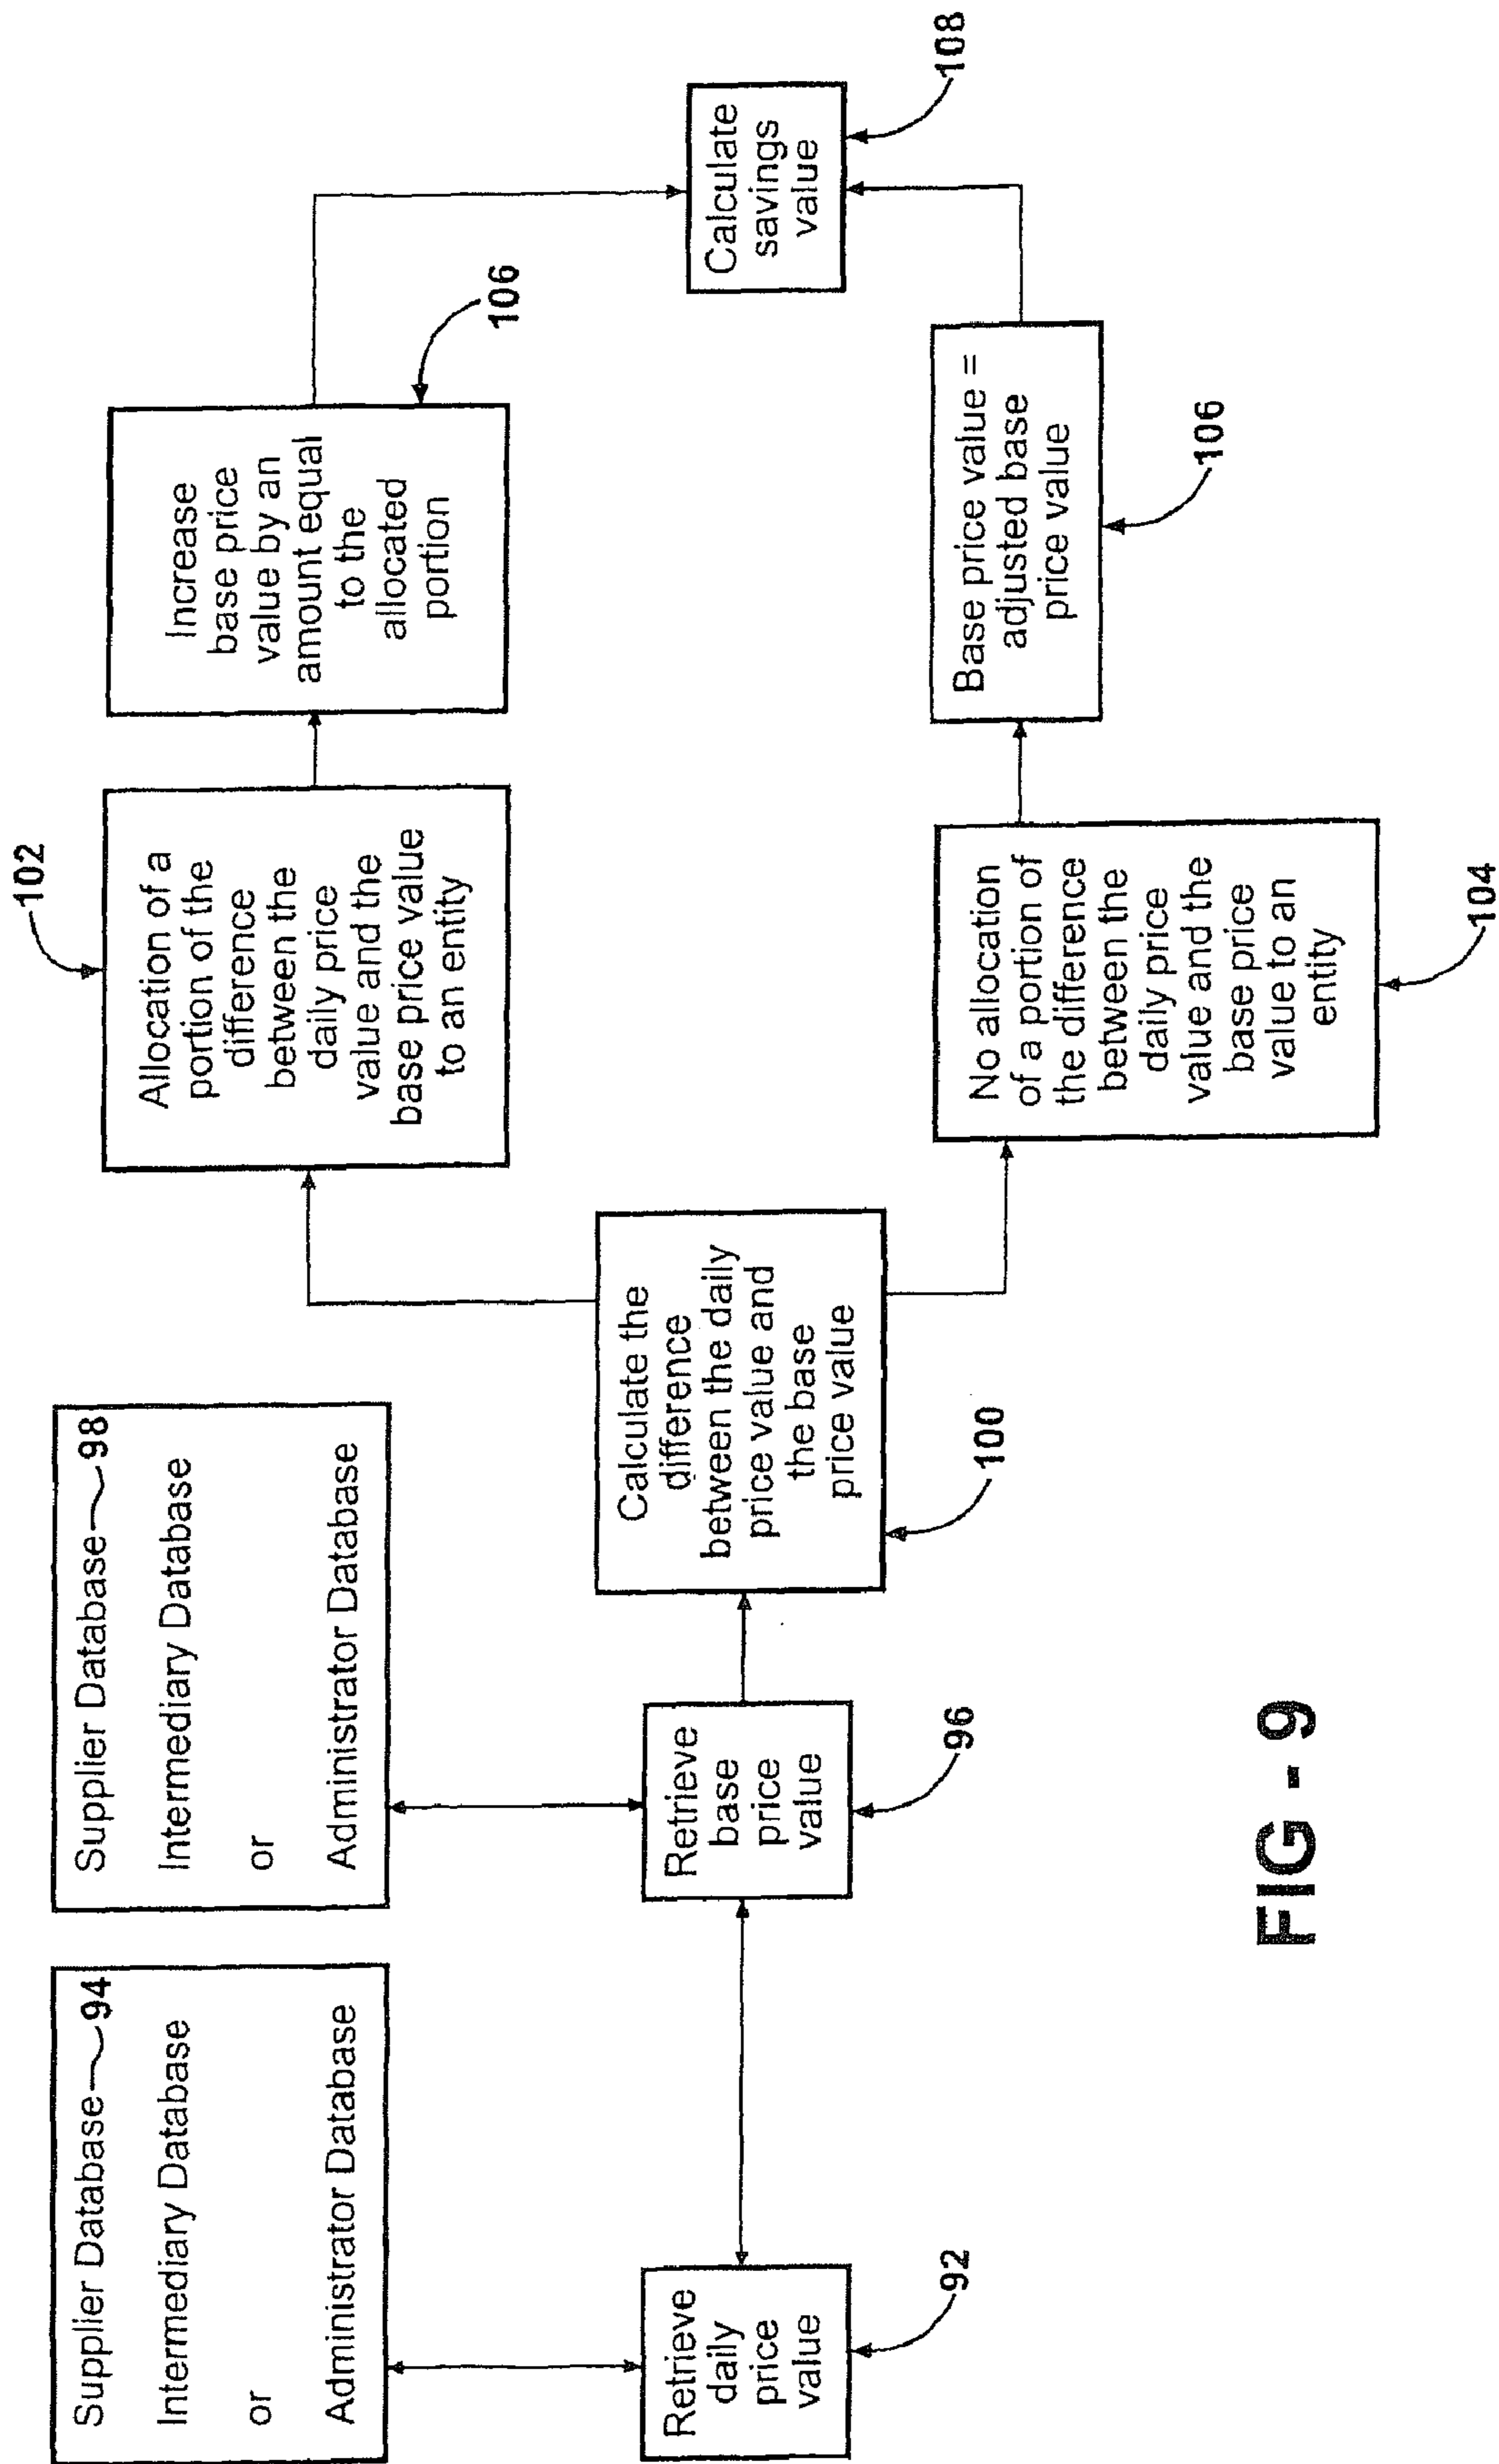 Supplier Database 94
Intermediary Database
or
Administrator Database
Supplier Database 98
Intermediary Database
or
Administrator Database
Retrieve
daily
price
value
92
Retrieve
base
price
value
96
Calculate the
difference
between the daily
price value and
the base
price value
100
102
Allocation of a
portion of the
difference
between the
daily price
value and the
base price value
to an entity
Increase
base price
value by an
amount equal
to the
allocated
portion
106
No allocation
of a portion of
the difference
between the
daily price
value and the
base price
value to an
entity
104
Base price value =
adjusted base
price value
106
Calculate
savings
value
108
FIG - 9